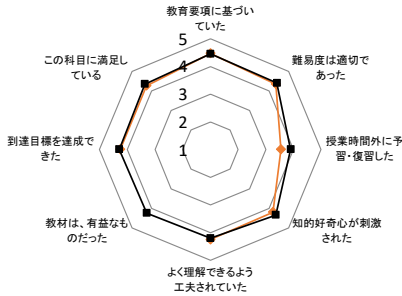 教育要項に基づい
ていた
難易度は適切で
あった
授業時間外に予
習・復習した
知的好奇心が刺激
された
よく理解できるよう
工夫されていた
教材は、有益なも
のだった
到達目標を達成で
きた
この科目に満足し
ている
5
4
3
2
1